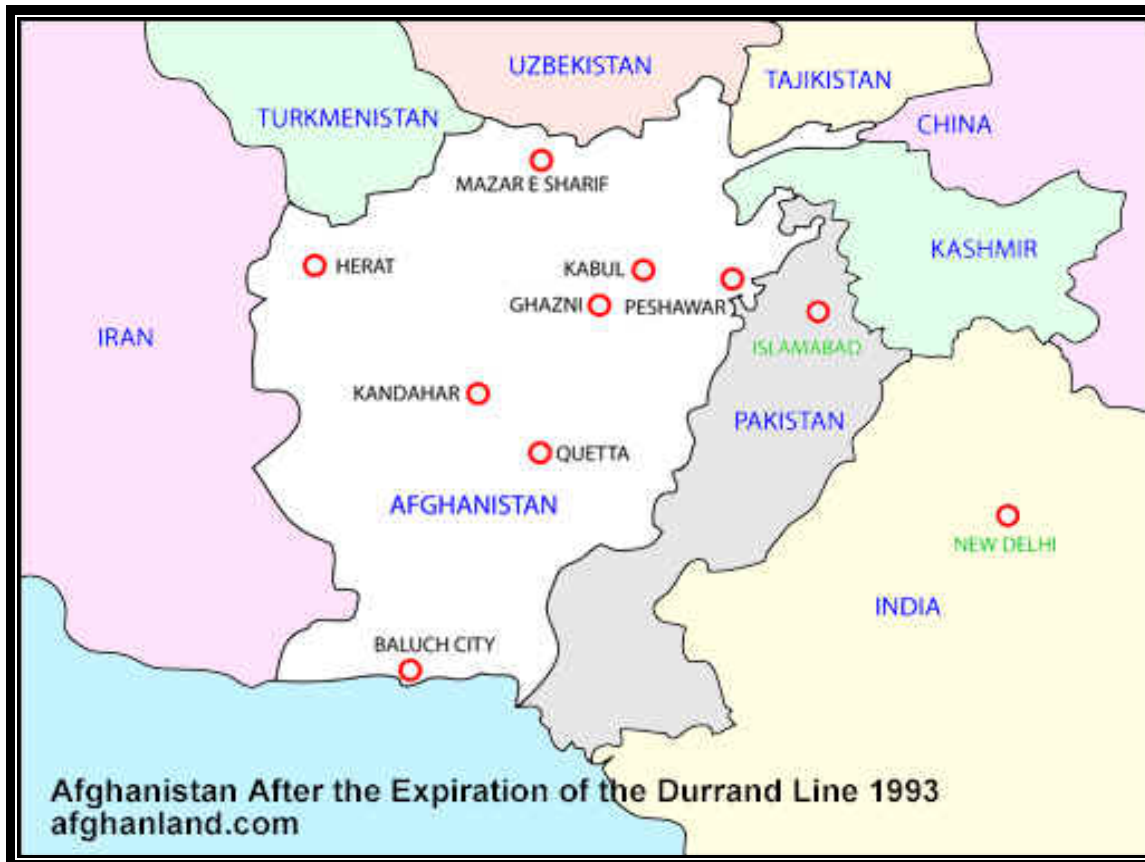 UZBEKISTAN
TAJIKISTAN
TURKMENISTAN
CHINA
MAZAR E SHARIF
KASHMIR
HERAT
KABUL
GHAZNI
PESHAWAR
IRAN
ISLAMABAD
KANDAHAR
PAKISTAN
QUETTA
AFGHANISTAN
NEW DELHI
INDIA
BALUCH CITY
Afghanistan After the Expiration of the Durrand Line 1993
afghanland.com